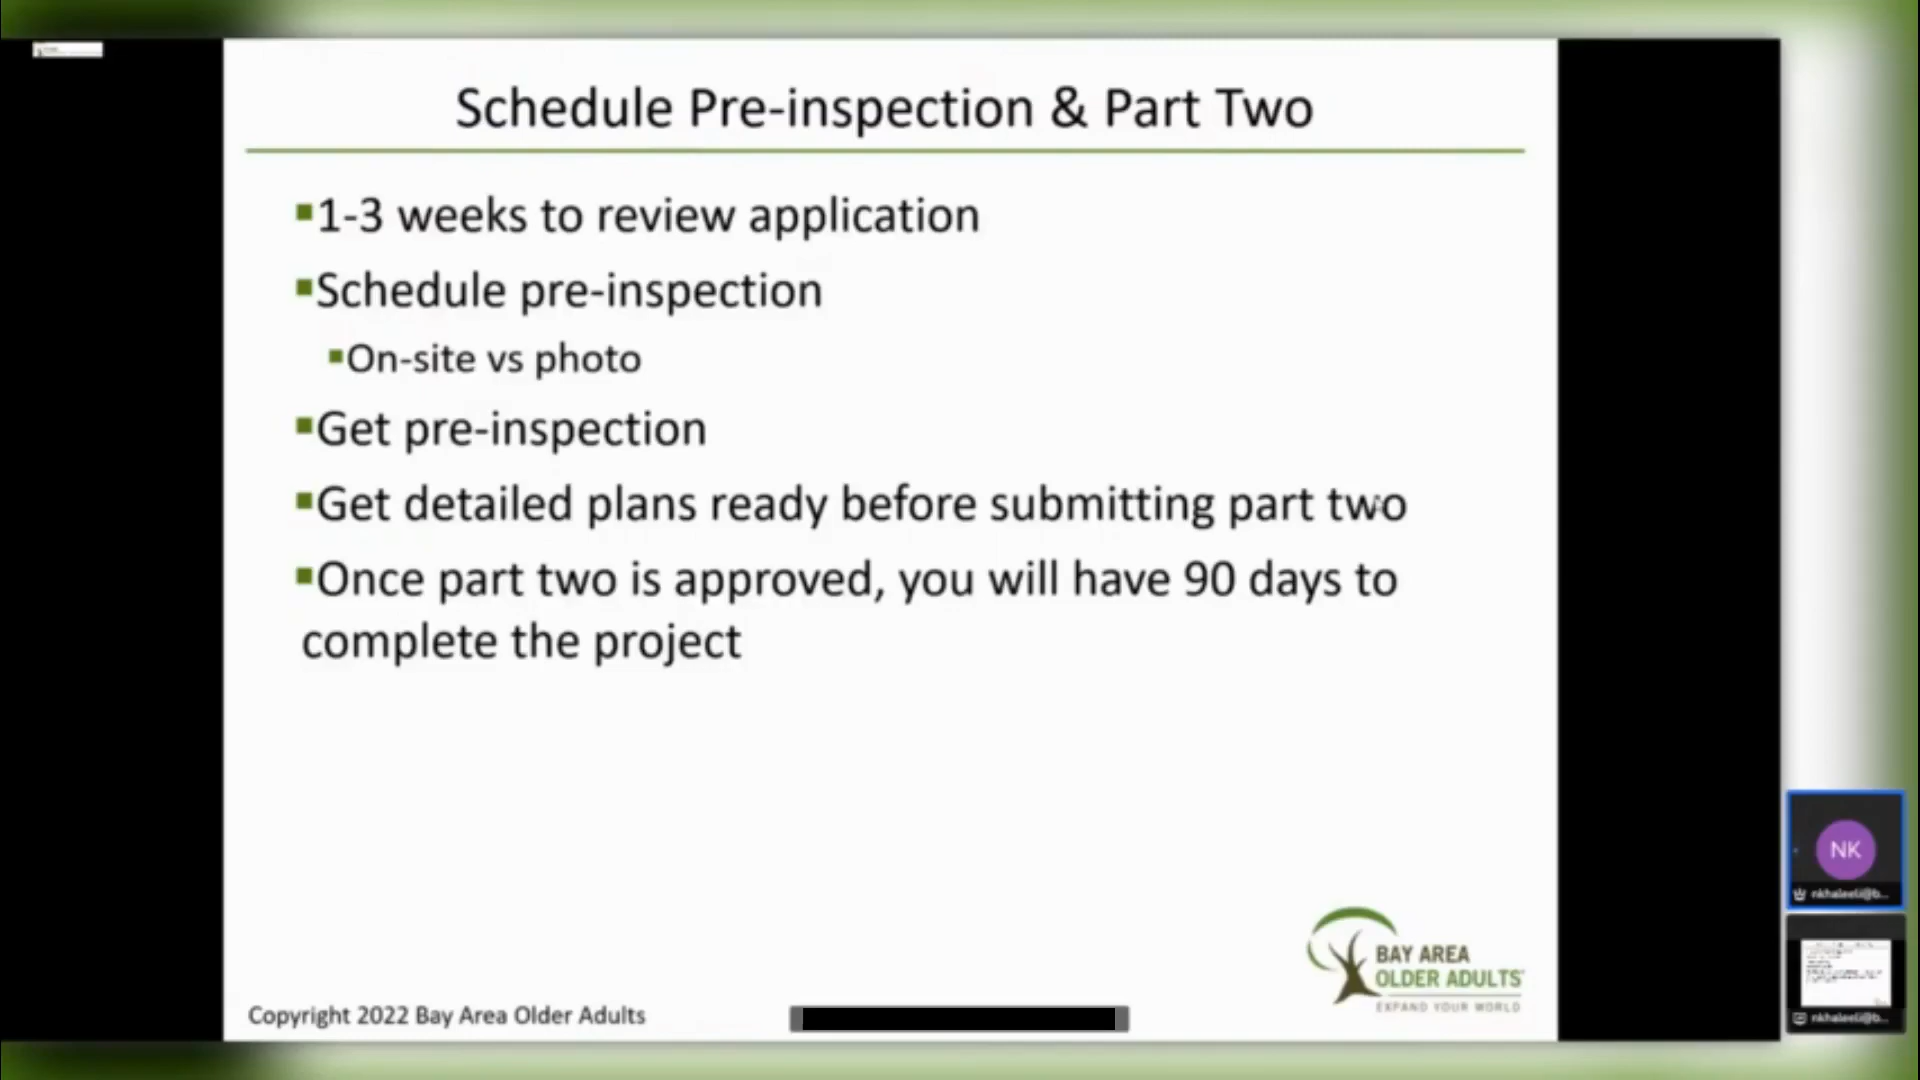 Schedule Pre-inspection & Part Two
▪1-3 weeks to review application
▪Schedule pre-inspection
▪On-site vs photo
▪Get pre-inspection
▪Get detailed plans ready before submitting part two
▪Once part two is approved, you will have 90 days to
complete the project
BAY AREA
OLDER ADULTS
EXPAND YOUR WORLD
Copyright 2022 Bay Area Older Adults
NK
nkhaleeli@b...
nkhaleeli@b...